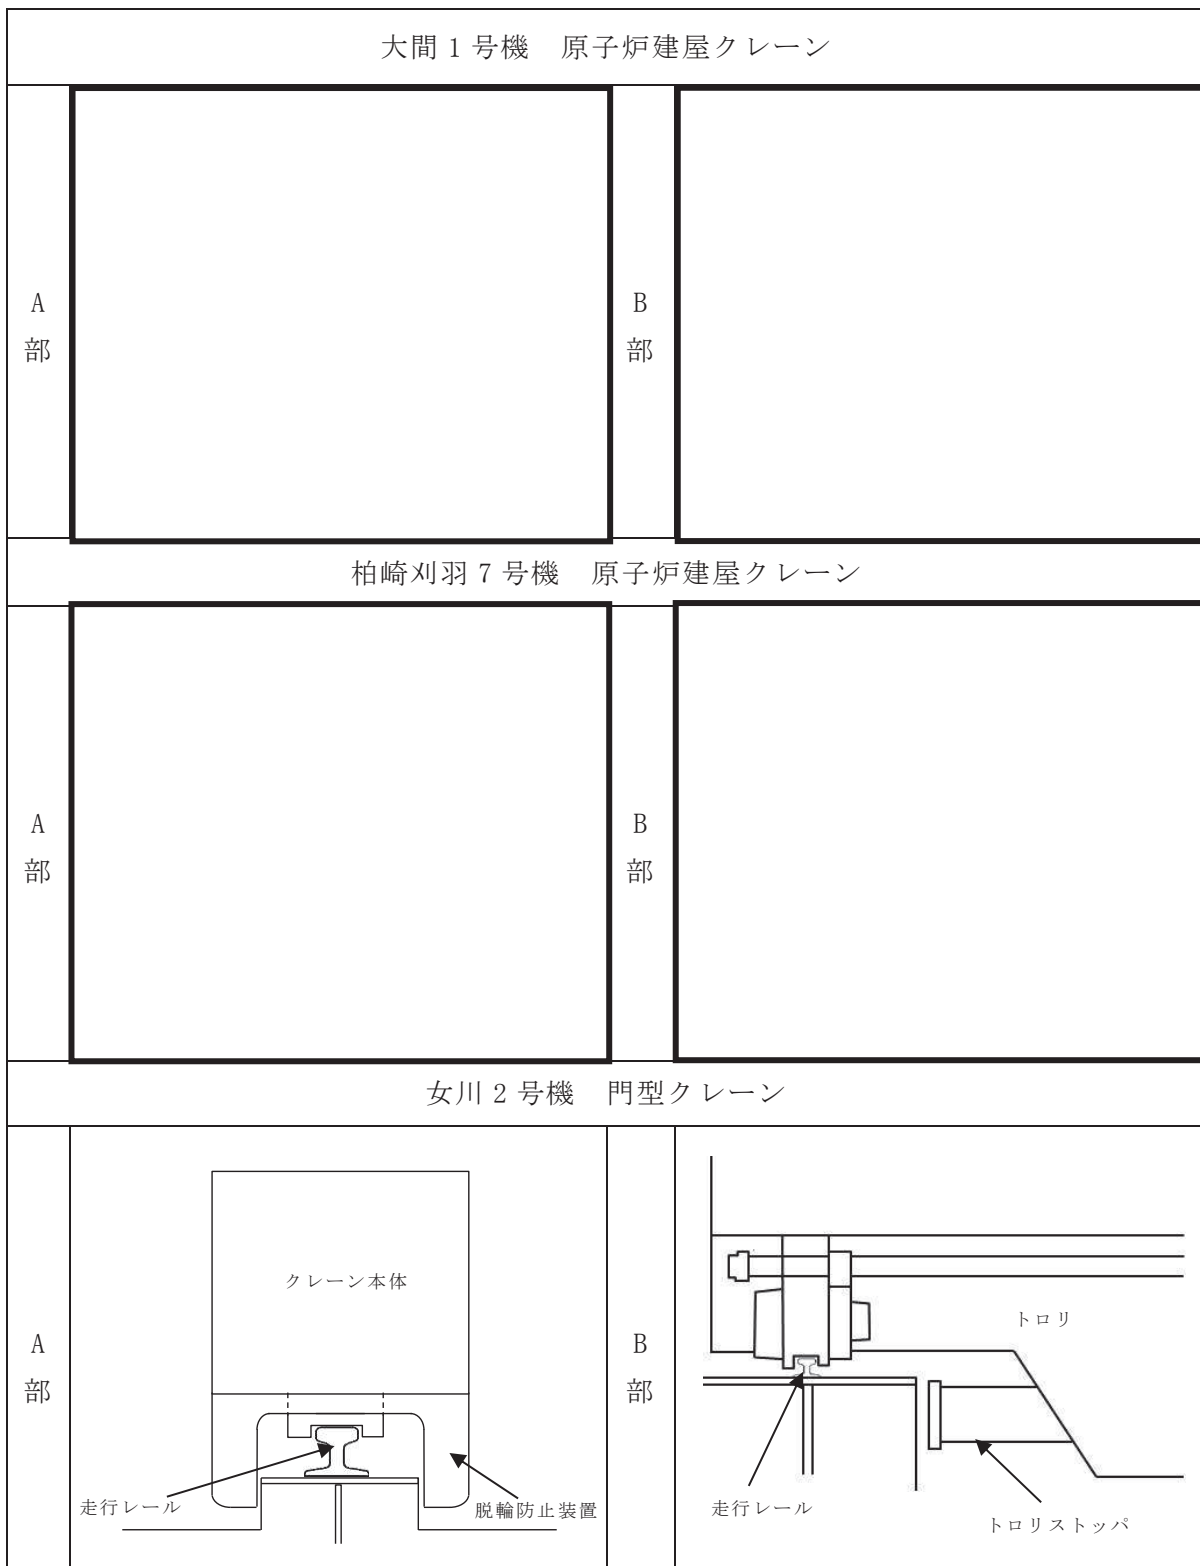 大間1号機　原子炉建屋クレーン
A
部
B
部
柏崎刈羽7号機　原子炉建屋クレーン
A
部
B
部
女川2号機　門型クレーン
A
部
クレーン本体
走行レール
脱輪防止装置
B
部
トロリ
走行レール
トロリストッパ